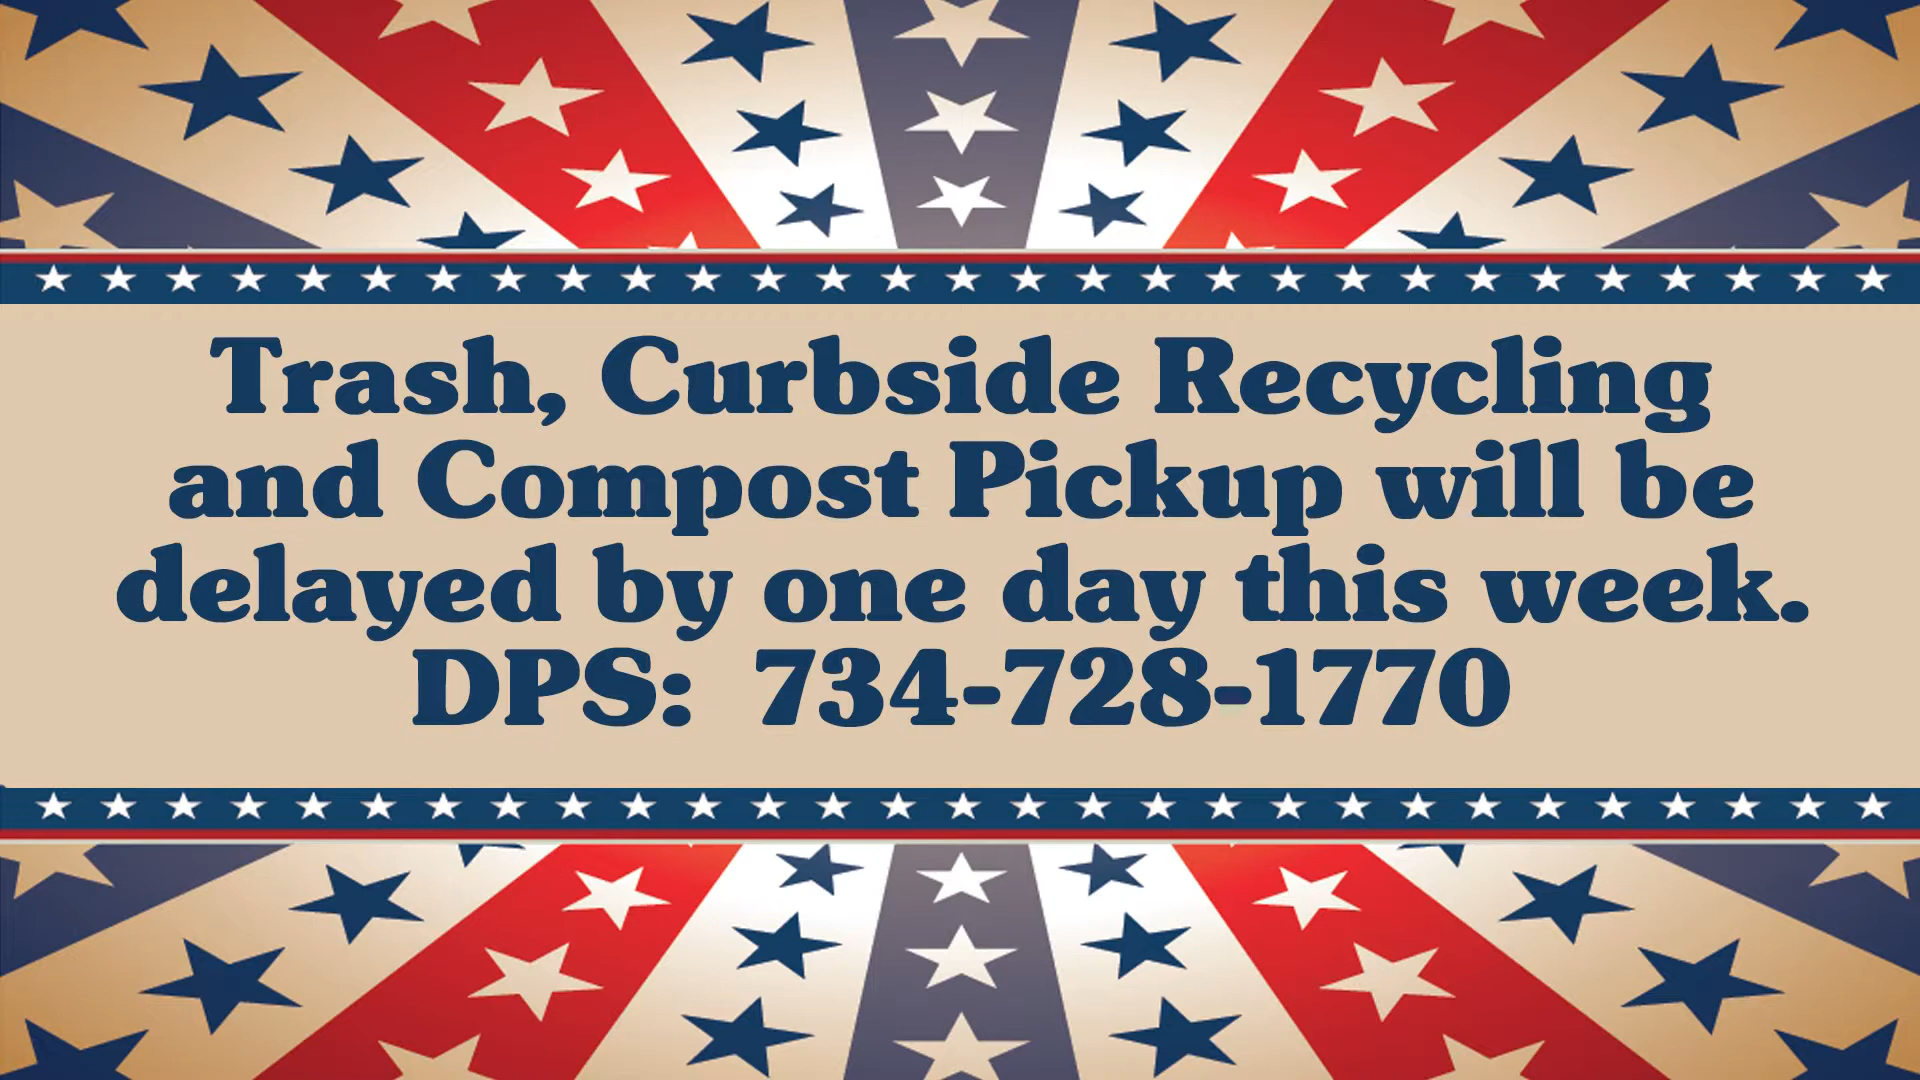 Trash, Curbside Recycling
and Compost Pickup will be
delayed by one day this week.
DPS: 734-728-1770